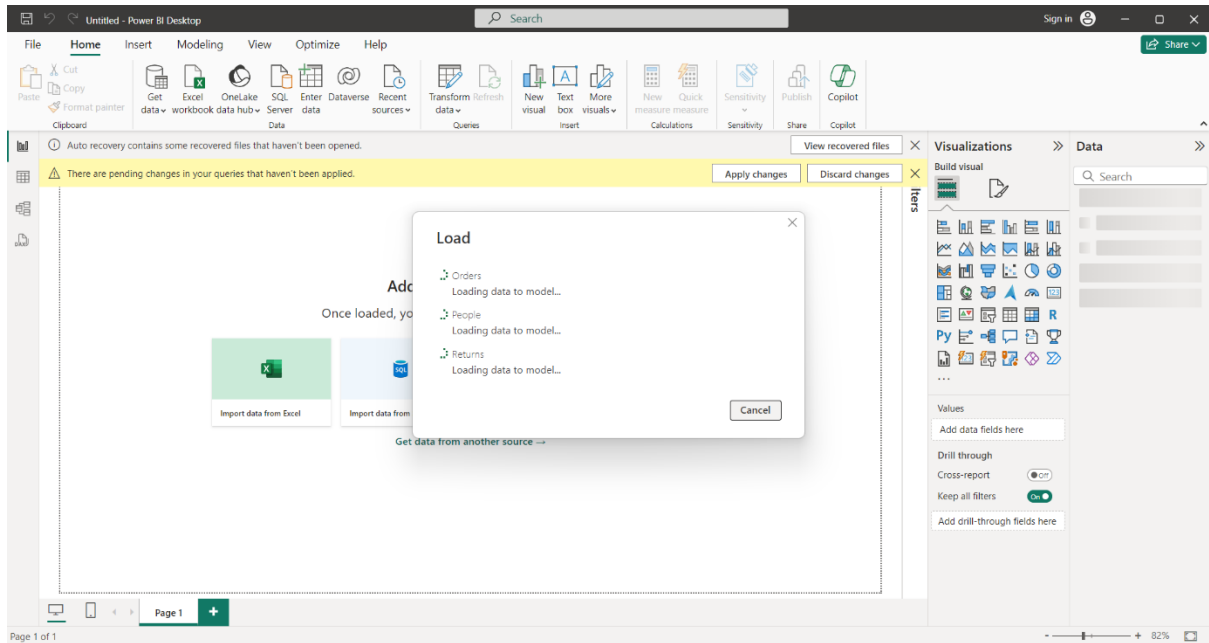 Untitled - Power BI Desktop
Search
Sign in
File Home Insert Modeling View Optimize Help
Share
Paste
Cut
Copy
Format painter
Clipboard
Get data
Excel workbook
OneLake data hub
SQL Server
Enter data
Dataverse
Recent sources
Data
Transform data
Refresh
Queries
New visual
Text box
More visuals
Insert
New measure
Quick measure
Calculations
Sensitivity
Sensitivity
Publish
Share
Copilot
Copilot
Auto recovery contains some recovered files that haven't been opened.
View recovered files
There are pending changes in your queries that haven't been applied.
Apply changes
Discard changes
Add
Once loaded, yo
Import data from Excel
SQL
Import data from
Get data from another source →
Load
Orders
Loading data to model...
People
Loading data to model...
Returns
Loading data to model...
Cancel
lters
Visualizations
Build visual
123
R
Py
...
Values
Add data fields here
Drill through
Cross-report
Off
Keep all filters
On
Add drill-through fields here
Data
Search
Page 1
Page 1 of 1
- + 82%